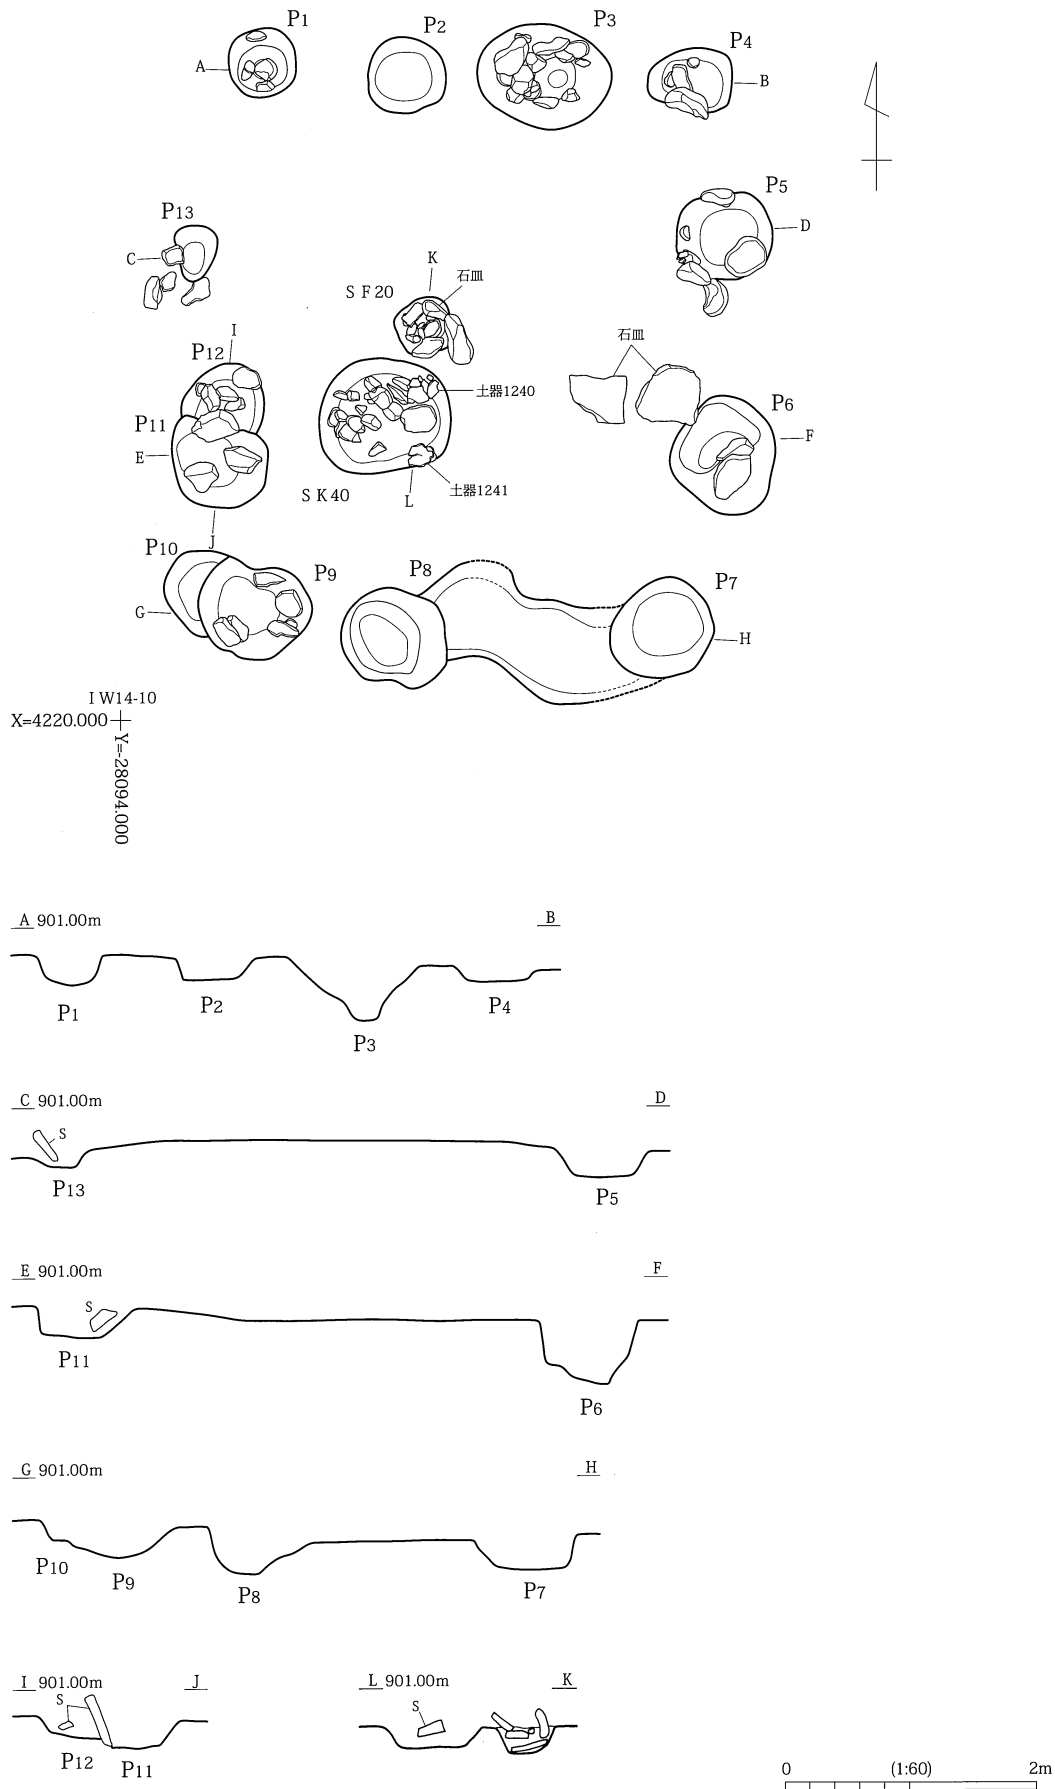 P1
P2
P3
P4
A
B
P5
P13
D
C
K
石皿
SF20
I
石皿
P12
土器1240
P11
P6
E
F
土器1241
SK40
L
J
P10
P9
P8
P7
G
H
IW14-10
X=4220.000
Y=-28094.000
A 901.00m B
P1 P2 P3 P4
C 901.00m D
S
P13 P5
E 901.00m F
S
P11 P6
G 901.00m H
P10 P9 P8 P7
I 901.00m J
S
P12 P11
L 901.00m K
S
0 (1:60) 2m